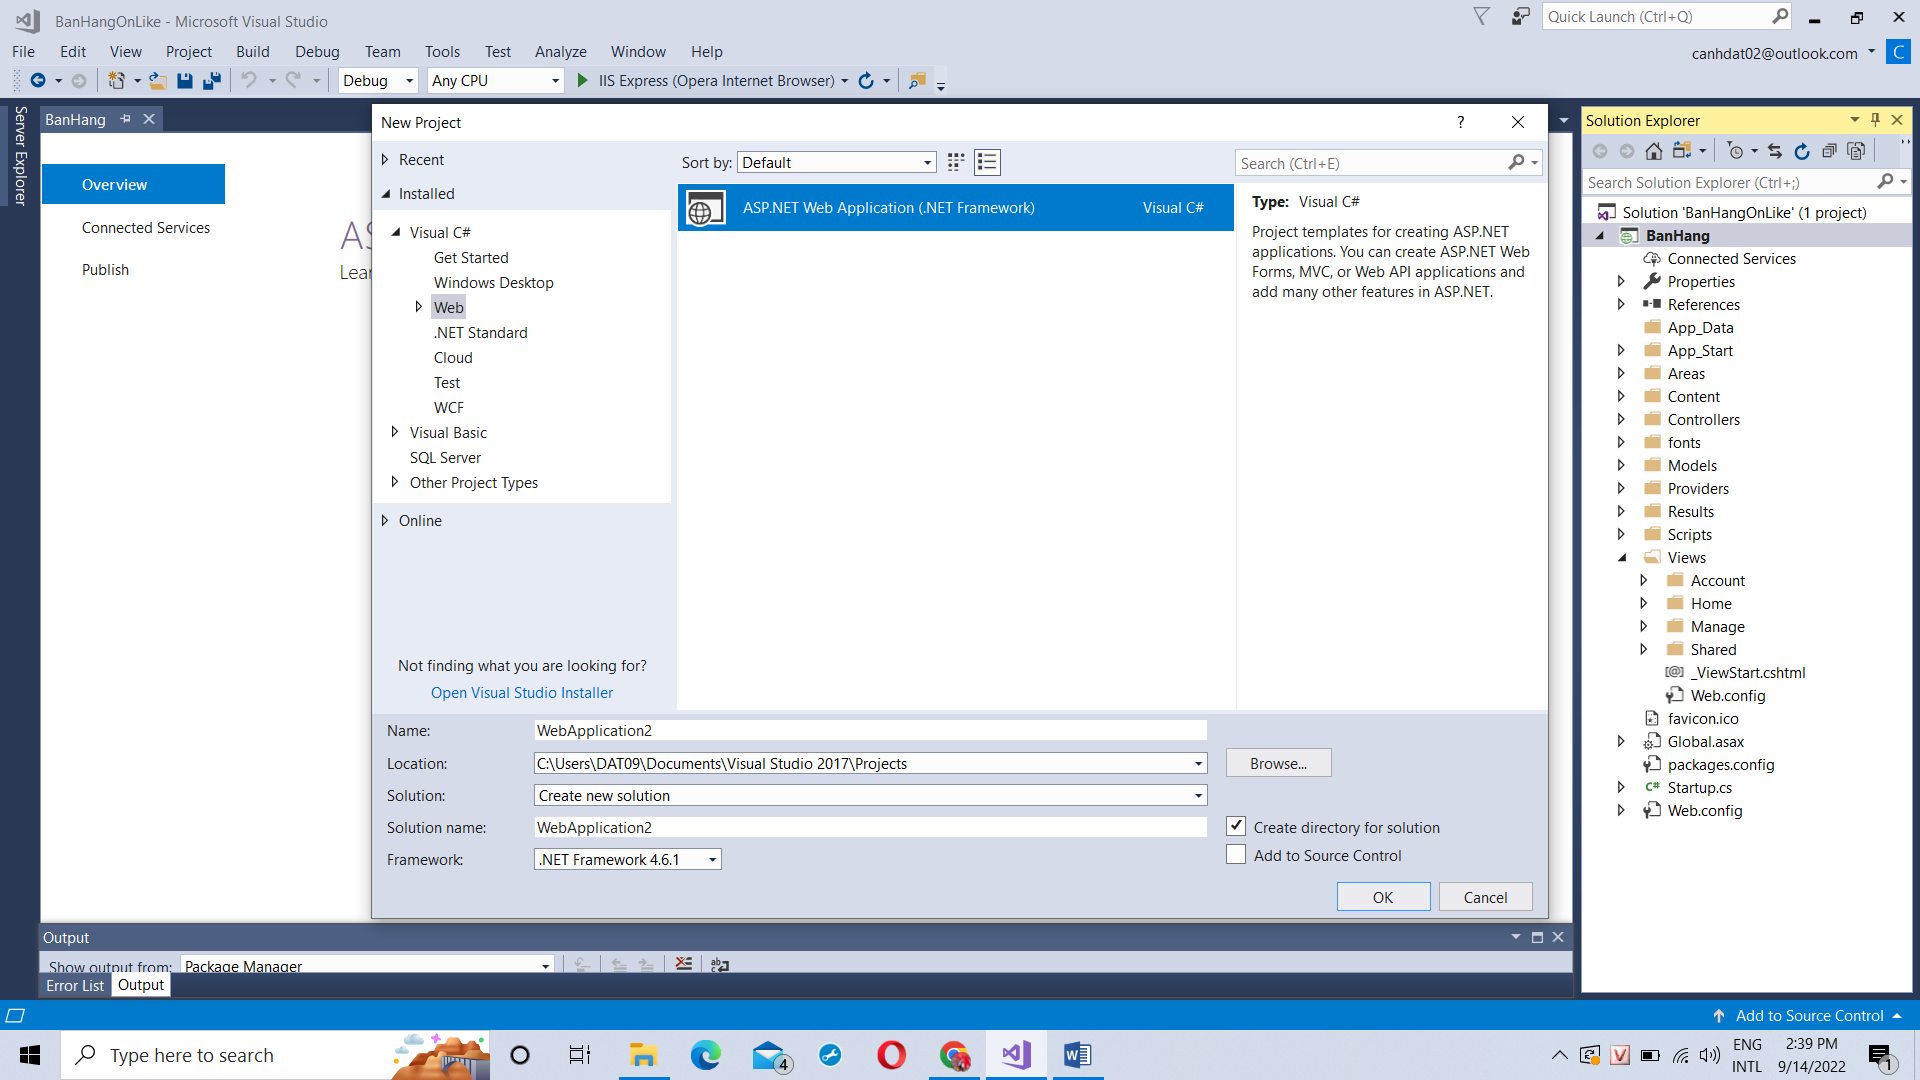 BanHangOnLike - Microsoft Visual Studio
Quick Launch (Ctrl+Q)
File Edit View Project Build Debug Team Tools Test Analyze Window Help
canhdat02@outlook.com C
Debug Any CPU IIS Express (Opera Internet Browser)
Server Explorer
BanHang
Overview
Connected Services
Publish
AS
Lear
New Project
?
Recent
Installed
Visual C#
Get Started
Windows Desktop
Web
.NET Standard
Cloud
Test
WCF
Visual Basic
SQL Server
Other Project Types
Online
Not finding what you are looking for?
Open Visual Studio Installer
Sort by: Default
Search (Ctrl+E)
ASP.NET Web Application (.NET Framework) Visual C#
Type: Visual C#
Project templates for creating ASP.NET
applications. You can create ASP.NET Web
Forms, MVC, or Web API applications and
add many other features in ASP.NET.
Name: WebApplication2
Location: C:\Users\DAT09\Documents\Visual Studio 2017\Projects Browse...
Solution: Create new solution
Solution name: WebApplication2 Create directory for solution
Framework: .NET Framework 4.6.1 Add to Source Control
OK Cancel
Output
Show output from: Package Manager
Error List Output
Solution Explorer
Search Solution Explorer (Ctrl+;)
Solution 'BanHangOnLike' (1 project)
BanHang
Connected Services
Properties
References
App_Data
App_Start
Areas
Content
Controllers
fonts
Models
Providers
Results
Scripts
Views
Account
Home
Manage
Shared
_ViewStart.cshtml
Web.config
favicon.ico
Global.asax
packages.config
Startup.cs
Web.config
Add to Source Control
Type here to search
4
ENG
INTL
2:39 PM
9/14/2022
1